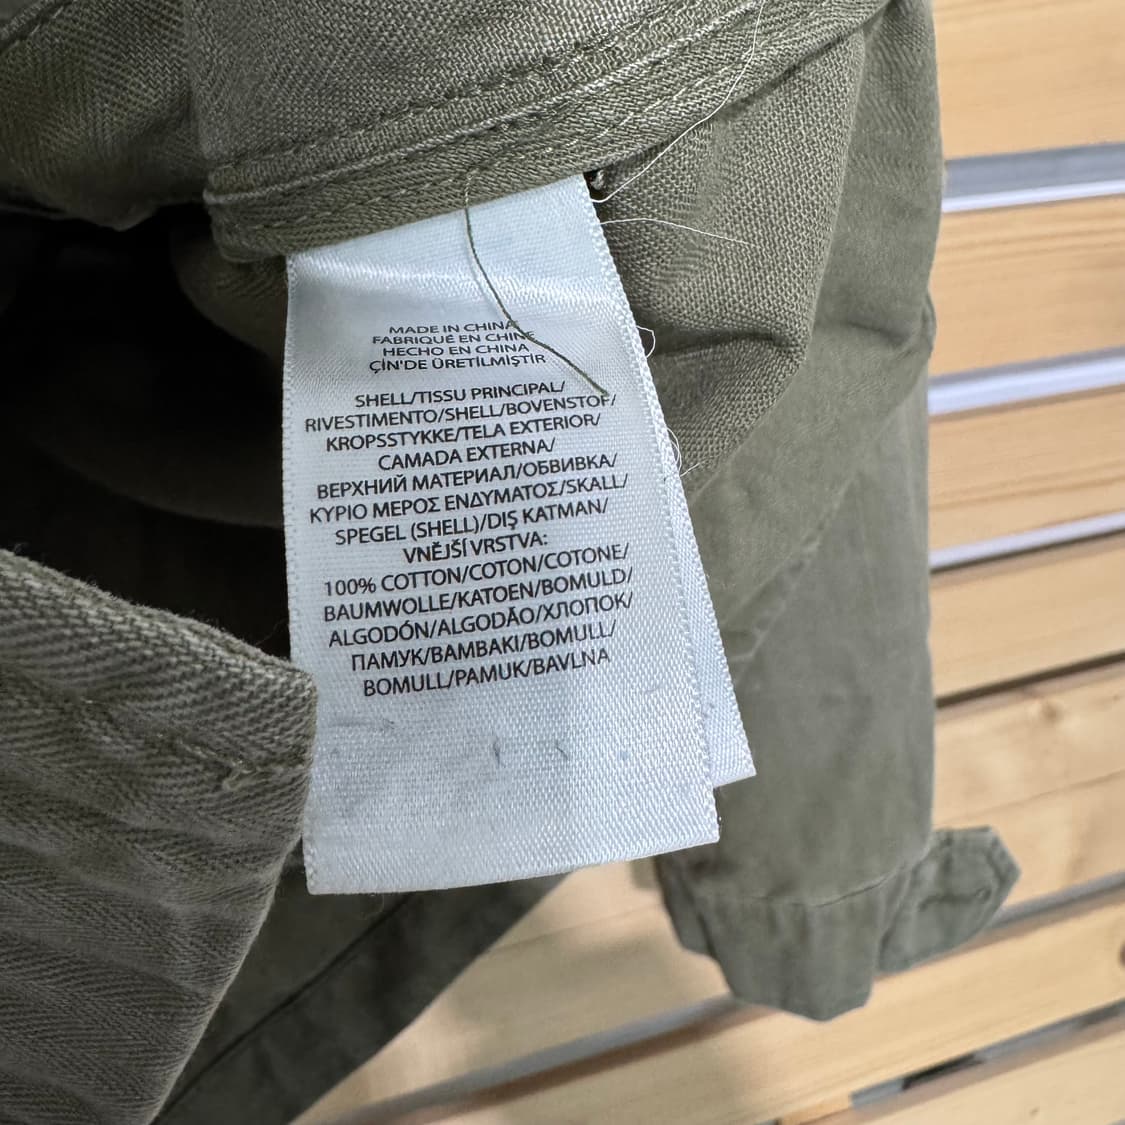 MADE IN CHINA
FABRIQUÉ EN CHINE
HECHO EN CHINA
ÇİN'DE ÜRETİLMİŞTİR
SHELL/TISSU PRINCIPAL/
RIVESTIMENTO/SHELL/BOVENSTOF/
KROPSSTYKKE/TELA EXTERIOR/
CAMADA EXTERNA/
ВЕРХНИЙ МАТЕРИАЛ/ОБВИВКА/
ΚΥΡΙΟ ΜΕΡΟΣ ΕΝΔΥΜΑΤΟΣ/SKALL/
SPEGEL (SHELL)/DIŞ KATMAN/
VNĚJŠÍ VRSTVA:
100% COTTON/COTON/COTONE/
BAUMWOLLE/KATOEN/BOMULD/
ALGODÓN/ALGODÃO/ХЛОПОК/
ПАМУК/ΒΑΜΒΑΚΙ/BOMULL/
BOMULL/PAMUK/BAVLNA